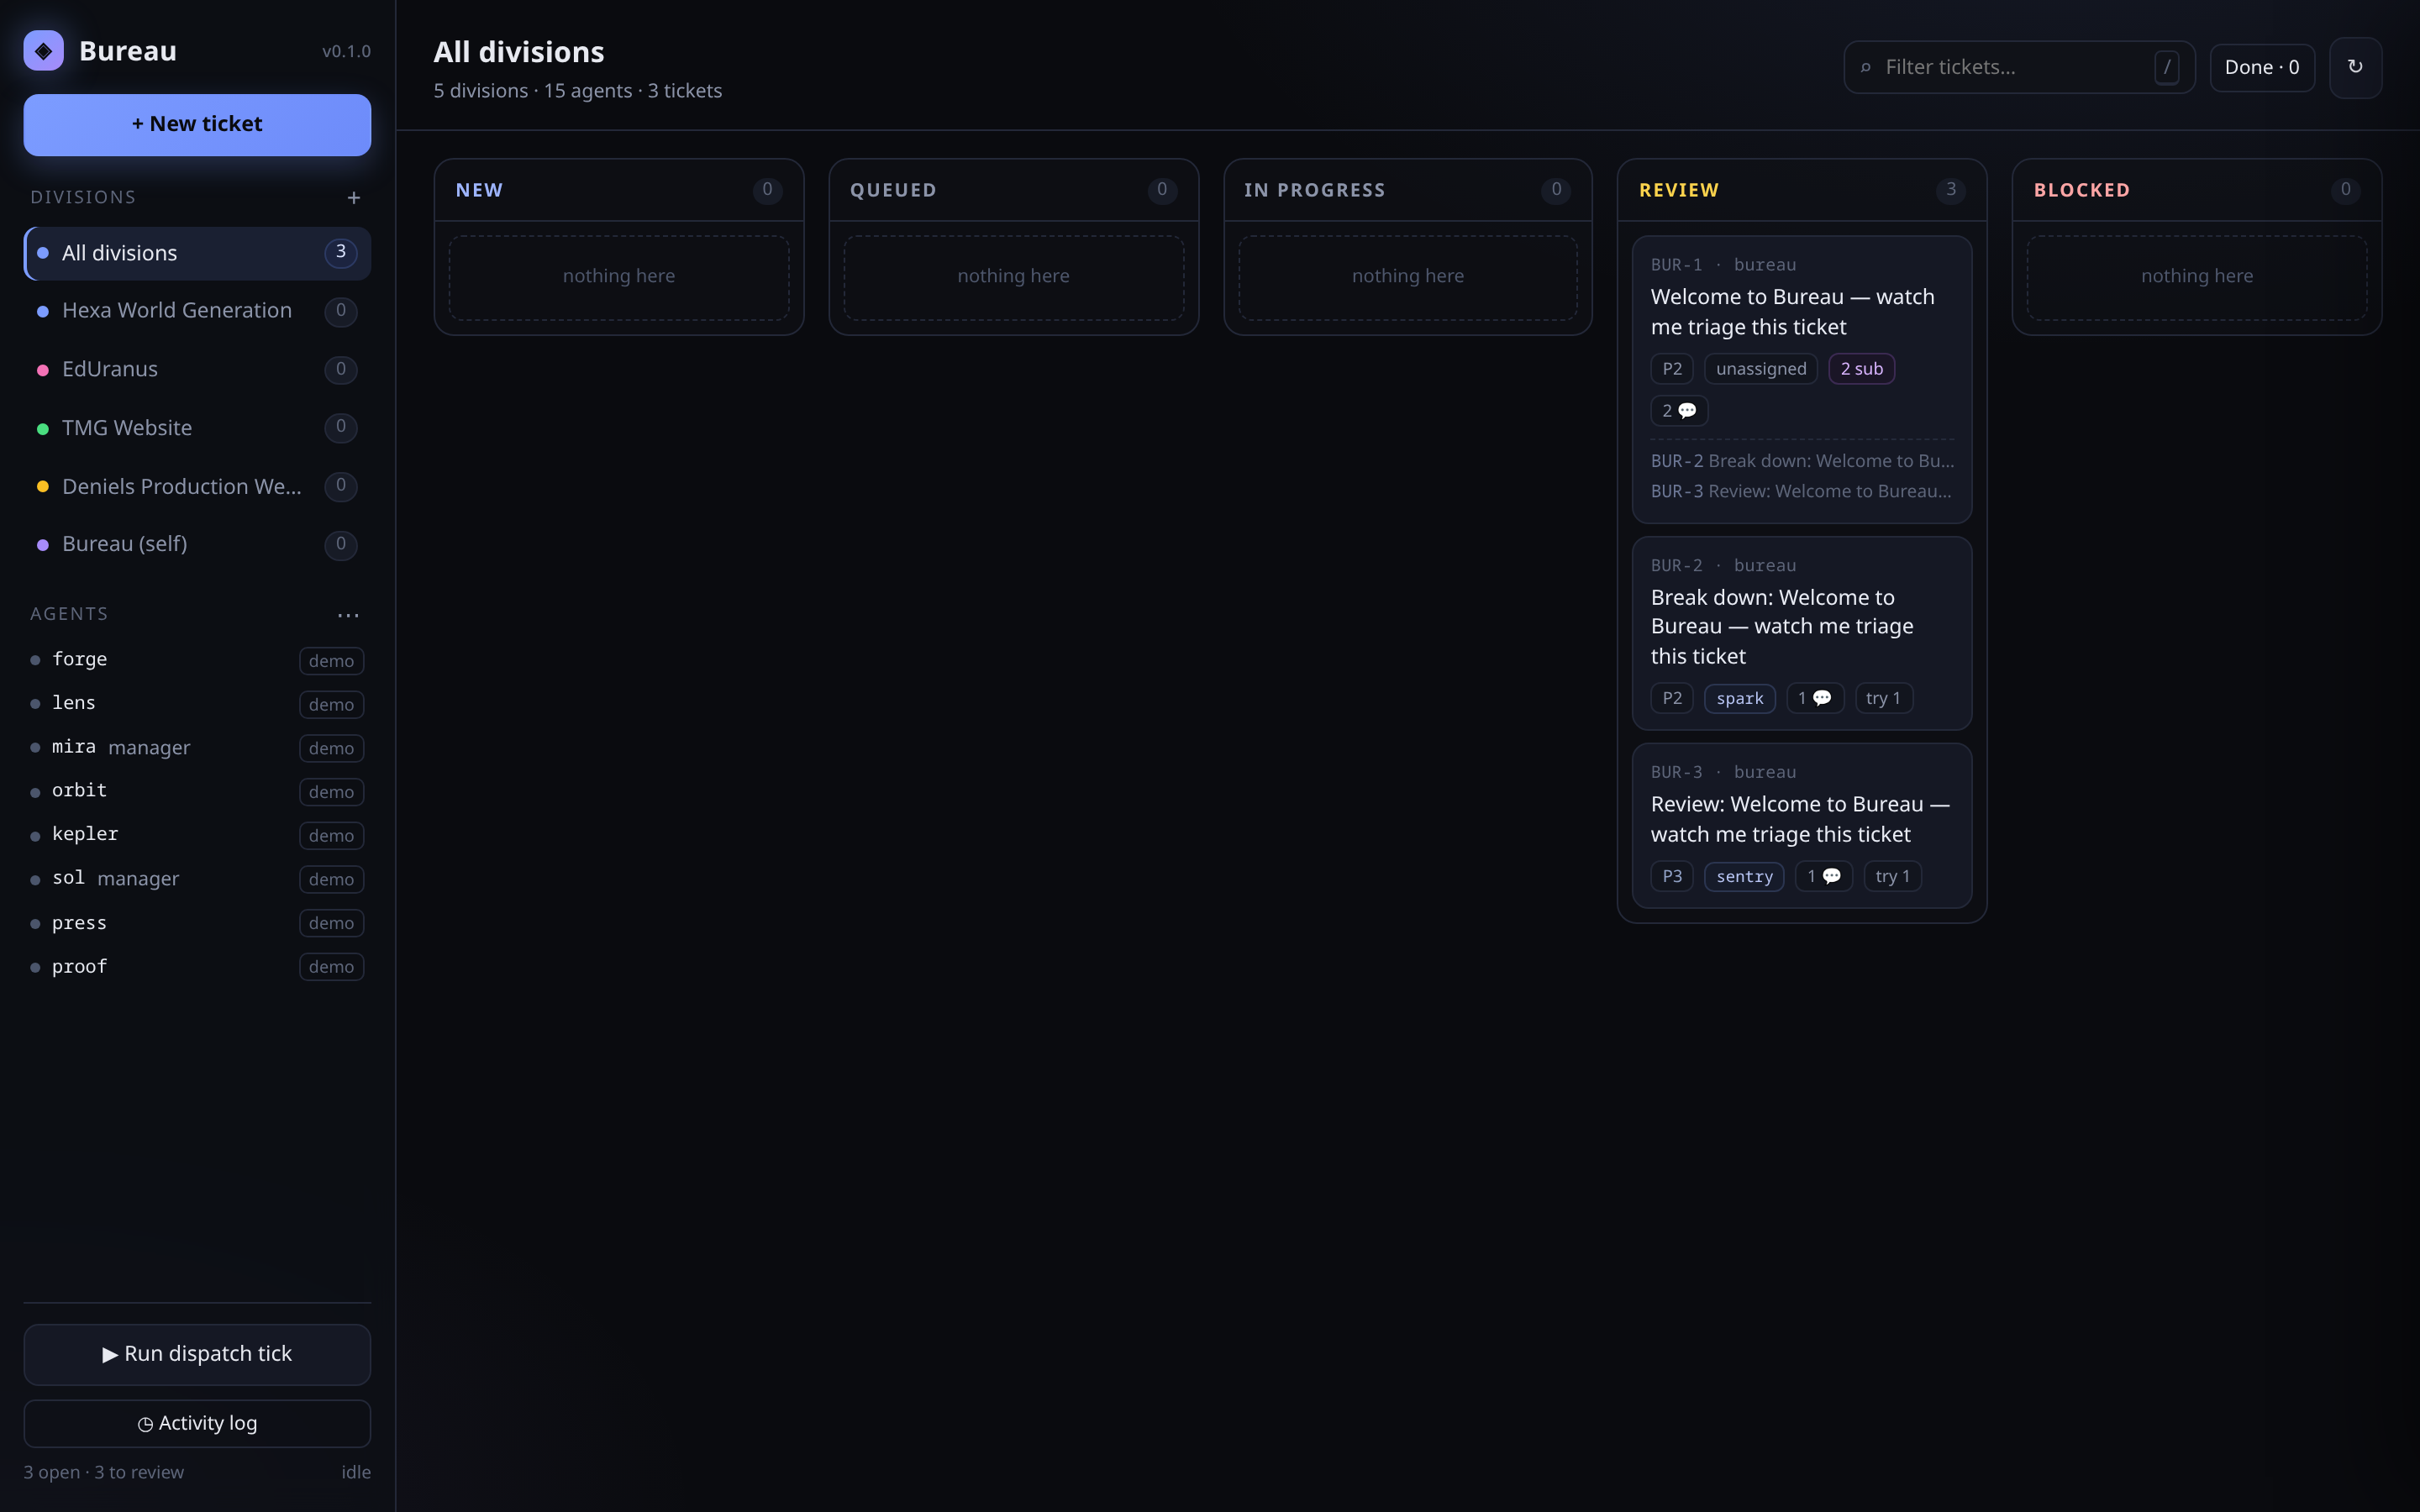 ◈ Bureau v0.1.0
+ New ticket
DIVISIONS +
All divisions 3
Hexa World Generation 0
EdUranus 0
TMG Website 0
Deniels Production We... 0
Bureau (self) 0
AGENTS ...
forge demo
lens demo
mira manager demo
orbit demo
kepler demo
sol manager demo
press demo
proof demo
▶ Run dispatch tick
◷ Activity log
3 open · 3 to review idle
All divisions
5 divisions · 15 agents · 3 tickets
⌕ Filter tickets... /
Done · 0
↻
NEW 0
nothing here
QUEUED 0
nothing here
IN PROGRESS 0
nothing here
REVIEW 3
BUR-1 · bureau
Welcome to Bureau — watch
me triage this ticket
P2 unassigned 2 sub
2 💬
BUR-2 Break down: Welcome to Bu...
BUR-3 Review: Welcome to Bureau...
BUR-2 · bureau
Break down: Welcome to
Bureau — watch me triage
this ticket
P2 spark 1 💬 try 1
BUR-3 · bureau
Review: Welcome to Bureau —
watch me triage this ticket
P3 sentry 1 💬 try 1
BLOCKED 0
nothing here